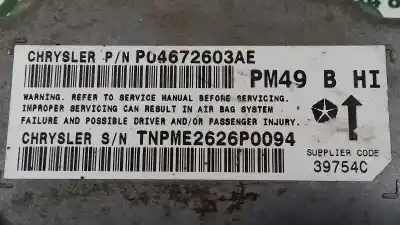 CHRYSLER P/N P04672603AE
PM49 B HI
WARNING. REFER TO SERVICE MANUAL BEFORE SERVICING.
IMPROPER SERVICING CAN RESULT IN AIR BAG SYSTEM
FAILURE AND POSSIBLE DRIVER AND/OR PASSENGER INJURY.
CHRYSLER S/N TNPME2626P0094
SUPPLIER CODE
39754C